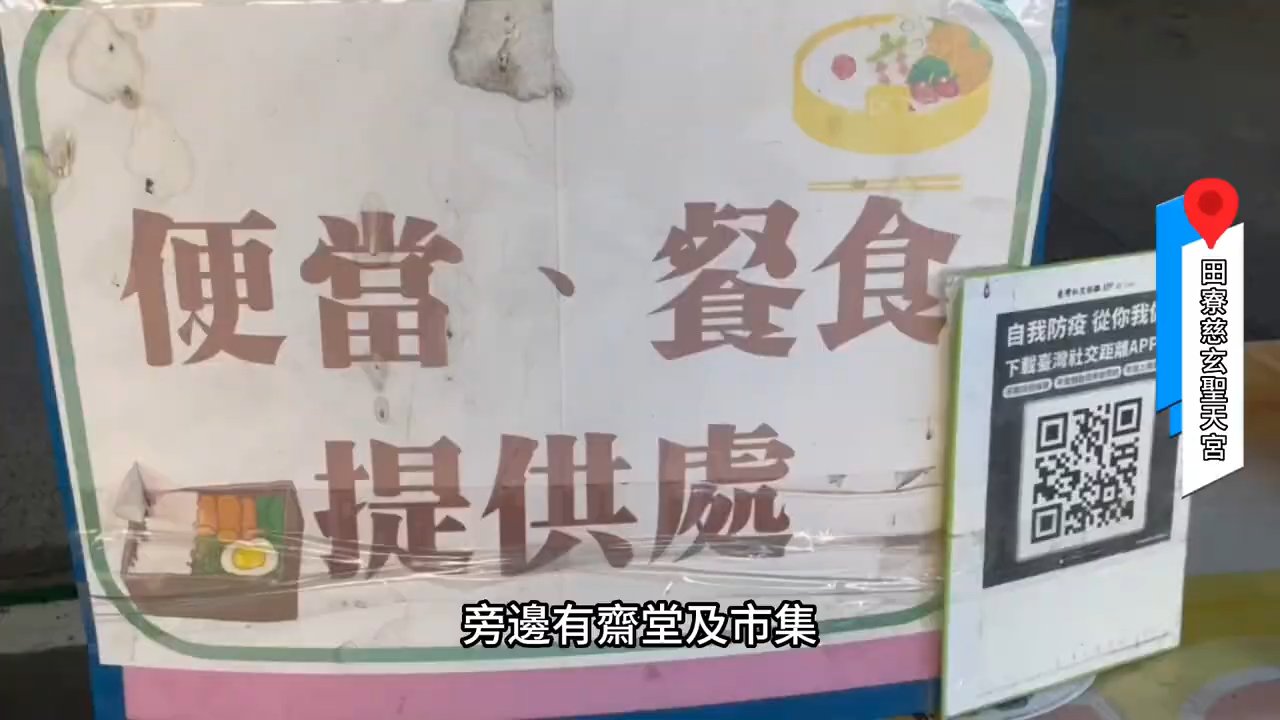 便當、餐食
提供處
自我防疫 從你我
下載臺灣社交距離APP
田寮慈玄聖天宮
旁邊有齋堂及市集